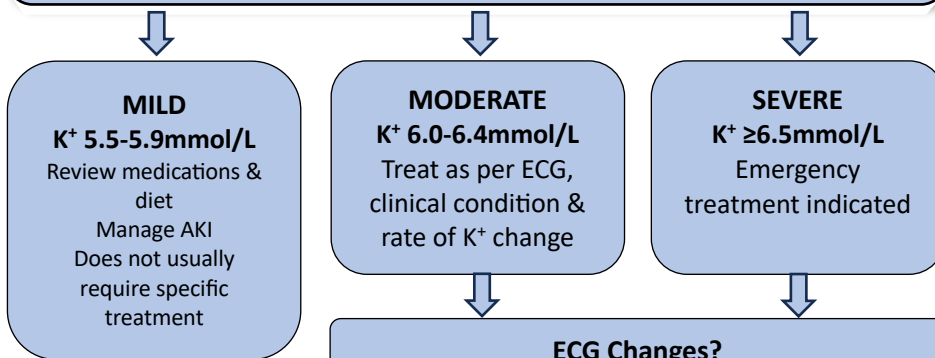 MILD
K⁺ 5.5-5.9mmol/L
Review medications &
diet
Manage AKI
Does not usually
require specific
treatment
MODERATE
K⁺ 6.0-6.4mmol/L
Treat as per ECG,
clinical condition &
rate of K⁺ change
SEVERE
K⁺ ≥6.5mmol/L
Emergency
treatment indicated
ECG Changes?